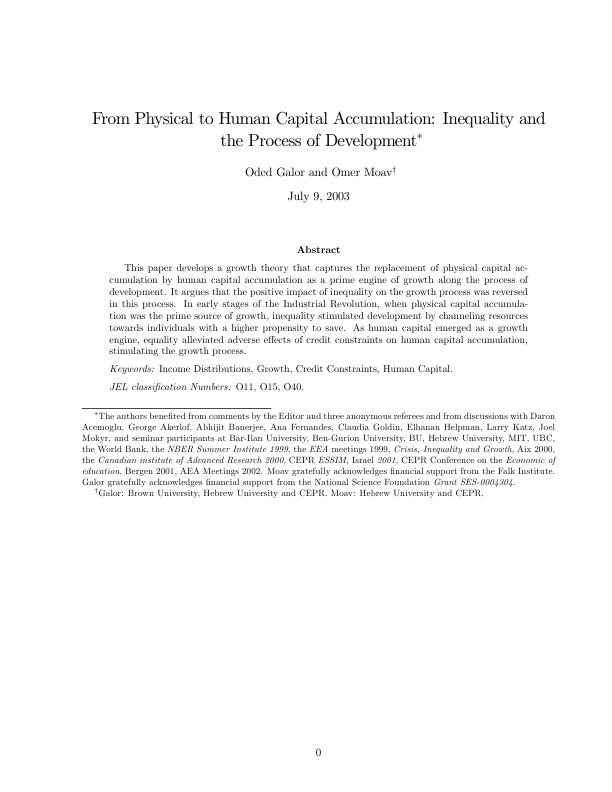 From Physical to Human Capital Accumulation: Inequality and
the Process of Development*
Oded Galor and Omer Moav†
July 9, 2003
Abstract
This paper develops a growth theory that captures the replacement of physical capital ac-
cumulation by human capital accumulation as a prime engine of growth along the process of
development. It argues that the positive impact of inequality on the growth process was reversed
in this process. In early stages of the Industrial Revolution, when physical capital accumula-
tion was the prime source of growth, inequality stimulated development by channeling resources
towards individuals with a higher propensity to save. As human capital emerged as a growth
engine, equality alleviated adverse effects of credit constraints on human capital accumulation,
stimulating the growth process.
Keywords: Income Distributions, Growth, Credit Constraints, Human Capital.
JEL classification Numbers: O11, O15, O40.
*The authors benefited from comments by the Editor and three anonymous referees and from discussions with Daron
Acemoglu, George Akerlof, Abhijit Banerjee, Ana Fernandes, Claudia Goldin, Elhanan Helpman, Larry Katz, Joel
Mokyr, and seminar participants at Bar-Ilan University, Ben-Gurion University, BU, Hebrew University, MIT, UBC,
the World Bank, the NBER Summer Institute 1999, the EEA meetings 1999, Crisis, Inequality and Growth, Aix 2000,
the Canadian institute of Advanced Research 2000, CEPR ESSIM, Israel 2001, CEPR Conference on the Economic of
education, Bergen 2001, AEA Meetings 2002. Moav gratefully acknowledges financial support from the Falk Institute.
Galor gratefully acknowledges financial support from the National Science Foundation Grant SES-0004304.
†Galor: Brown University, Hebrew University and CEPR. Moav: Hebrew University and CEPR.
0